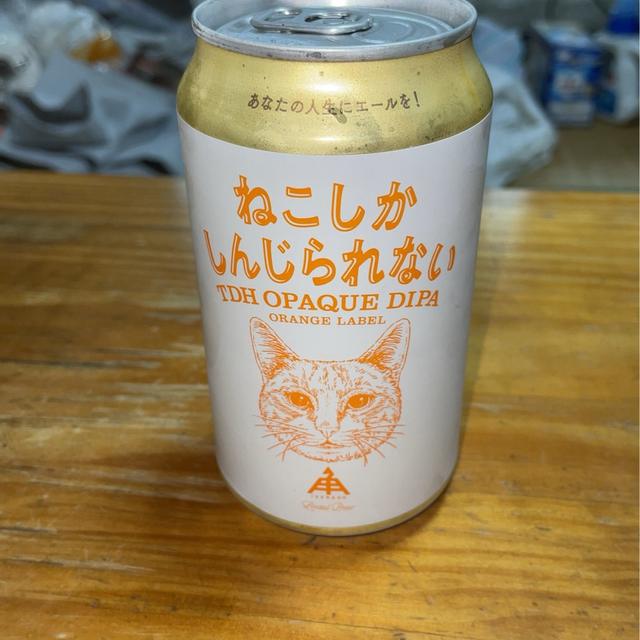 あなたの人生にエールを!
ねこしか
しんじられない
TDH OPAQUE DIPA
ORANGE LABEL